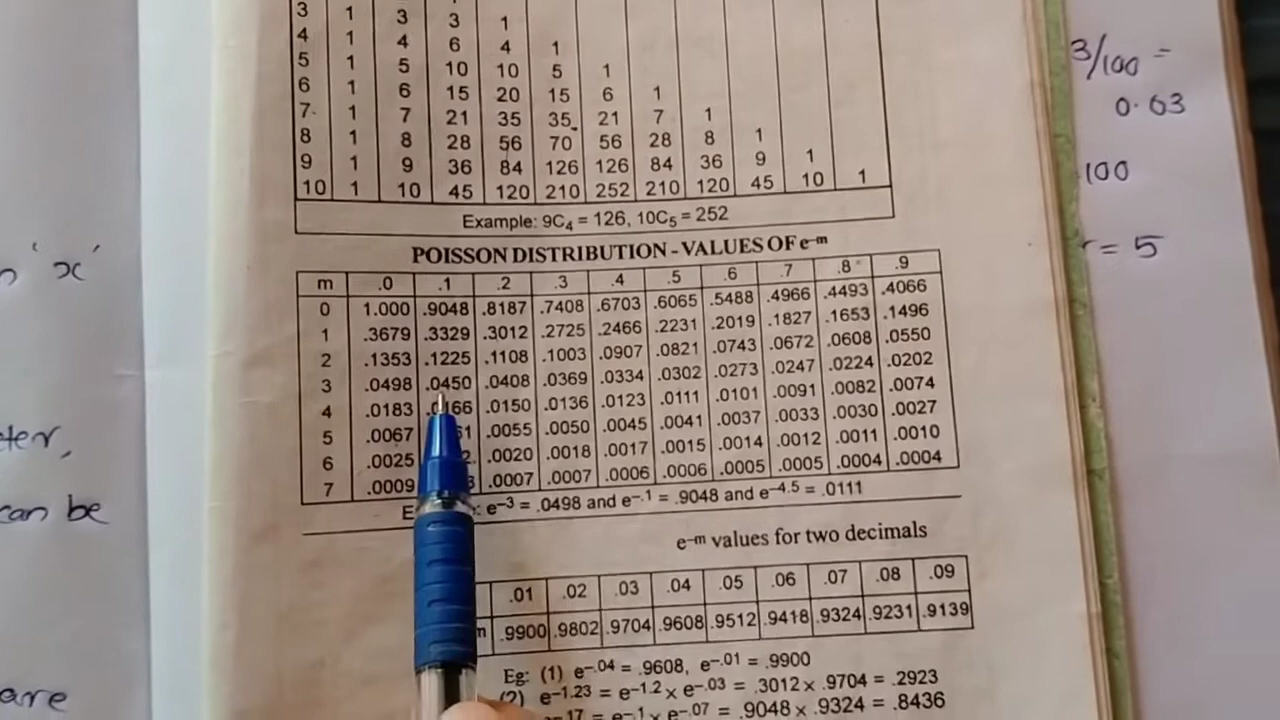 3 1 3 3 1
4 1 4 6 4 1
5 1 5 10 10 5 1
6 1 6 15 20 15 6 1
7 1 7 21 35 35 21 7 1
8 1 8 28 56 70 56 28 8 1
9 1 9 36 84 126 126 84 36 9 1
10 1 10 45 120 210 252 210 120 45 10 1
Example: 9C₄ = 126, 10C₅ = 252
POISSON DISTRIBUTION - VALUES OF e⁻ᵐ
m .0 .1 .2 .3 .4 .5 .6 .7 .8 .9
0 1.000 .9048 .8187 .7408 .6703 .6065 .5488 .4966 .4493 .4066
1 .3679 .3329 .3012 .2725 .2466 .2231 .2019 .1827 .1653 .1496
2 .1353 .1225 .1108 .1003 .0907 .0821 .0743 .0672 .0608 .0550
3 .0498 .0450 .0408 .0369 .0334 .0302 .0273 .0247 .0224 .0202
4 .0183 .0166 .0150 .0136 .0123 .0111 .0101 .0091 .0082 .0074
5 .0067 .0055 .0050 .0045 .0041 .0037 .0033 .0030 .0027
6 .0025 .0020 .0018 .0017 .0015 .0014 .0012 .0011 .0010
7 .0009 .0007 .0007 .0006 .0006 .0005 .0005 .0004 .0004
e⁻³ = .0498 and e⁻·¹ = .9048 and e⁻⁴·⁵ = .0111
e⁻ᵐ values for two decimals
.01 .02 .03 .04 .05 .06 .07 .08 .09
.9900 .9802 .9704 .9608 .9512 .9418 .9324 .9231 .9139
Eg: (1) e⁻·⁰⁴ = .9608, e⁻·⁰¹ = .9900
(2) e⁻¹·²³ = e⁻¹·² x e⁻·⁰³ = .3012 x .9704 = .2923
17 = e⁻·¹ x e⁻·⁰⁷ = .9048 x .9324 = .8436
'x'
can be
are
3/100 =
0.03
100
r = 5